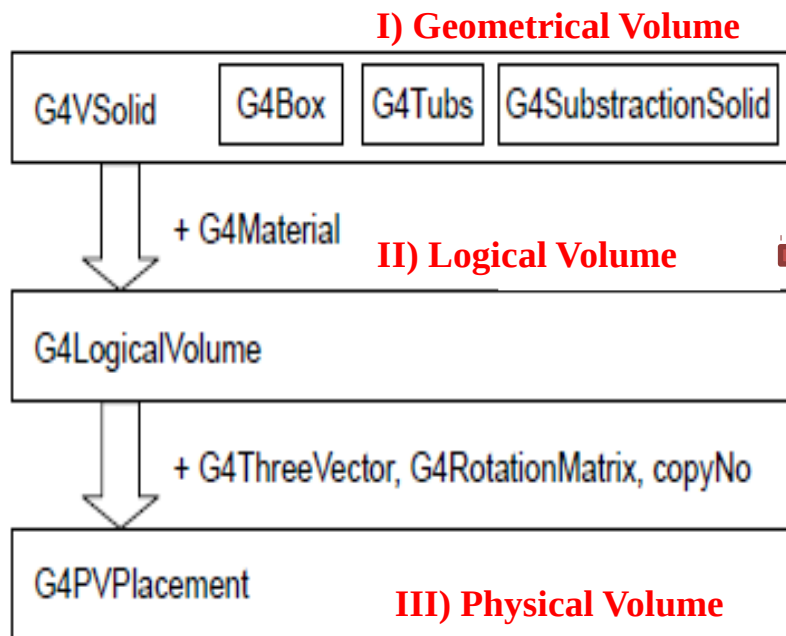 I) Geometrical Volume
G4VSolid G4Box G4Tubs G4SubstractionSolid
+ G4Material
II) Logical Volume
G4LogicalVolume
+ G4ThreeVector, G4RotationMatrix, copyNo
G4PVPlacement
III) Physical Volume